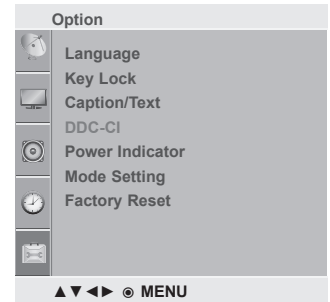 Option
Language
Key Lock
Caption/Text
DDC-CI
Power Indicator
Mode Setting
Factory Reset
▲▼◄► ◉ MENU